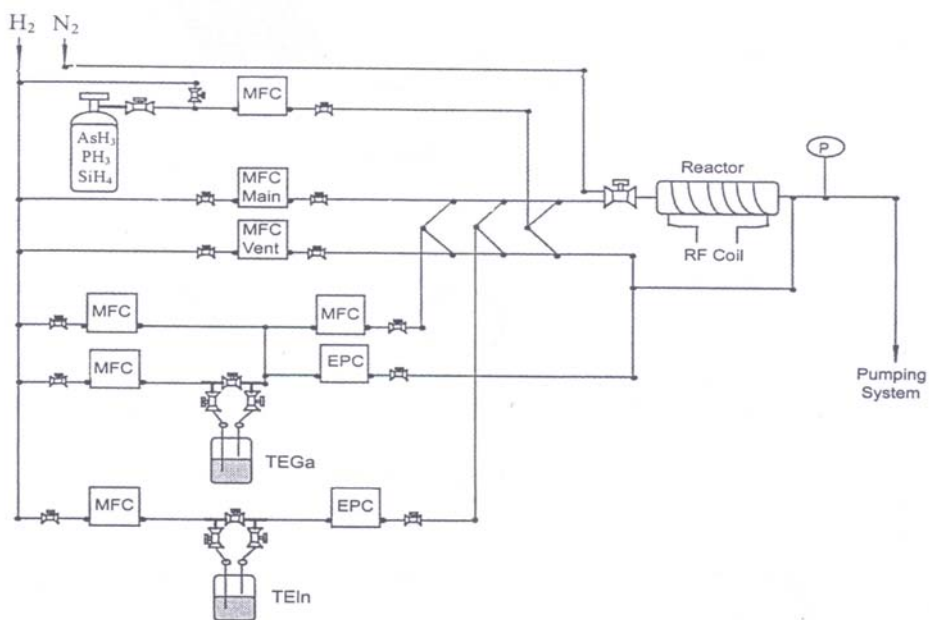 H₂ N₂
MFC
AsH₃
PH₃
SiH₄
MFC
Main
MFC
Vent
P
Reactor
RF Coil
MFC
MFC
MFC
EPC
Pumping
System
TEGa
MFC
EPC
TEIn